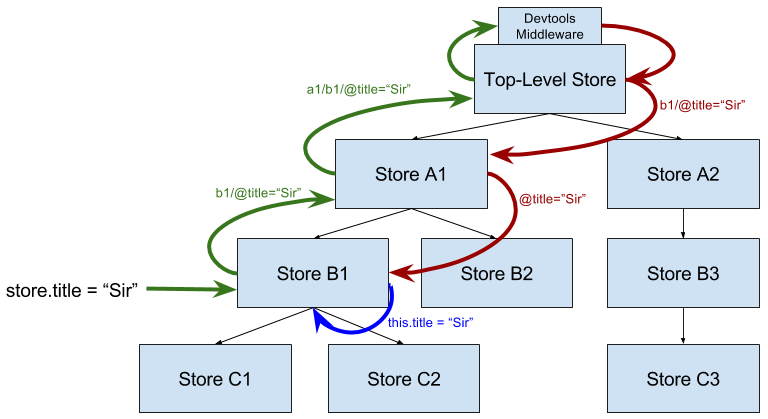 Devtools
Middleware
Top-Level Store
a1/b1/@title=“Sir”
b1/@title=“Sir”
Store A1
Store A2
b1/@title=“Sir”
@title=“Sir”
Store B1
Store B2
Store B3
store.title = “Sir”
this.title = “Sir”
Store C1
Store C2
Store C3